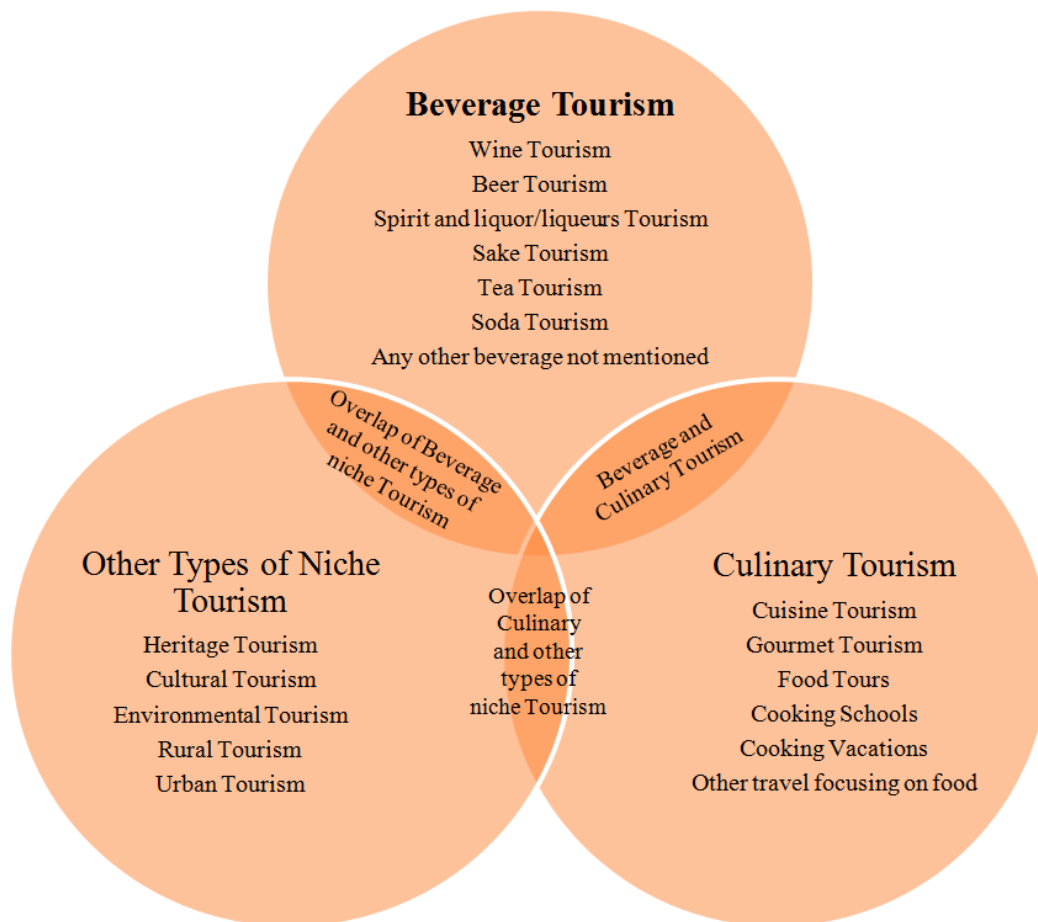 Beverage Tourism
Wine Tourism
Beer Tourism
Spirit and liquor/liqueurs Tourism
Sake Tourism
Tea Tourism
Soda Tourism
Any other beverage not mentioned
Overlap of Beverage
and other types of
niche Tourism
Beverage and
Culinary Tourism
Other Types of Niche
Tourism
Heritage Tourism
Cultural Tourism
Environmental Tourism
Rural Tourism
Urban Tourism
Overlap of
Culinary
and other
types of
niche Tourism
Culinary Tourism
Cuisine Tourism
Gourmet Tourism
Food Tours
Cooking Schools
Cooking Vacations
Other travel focusing on food